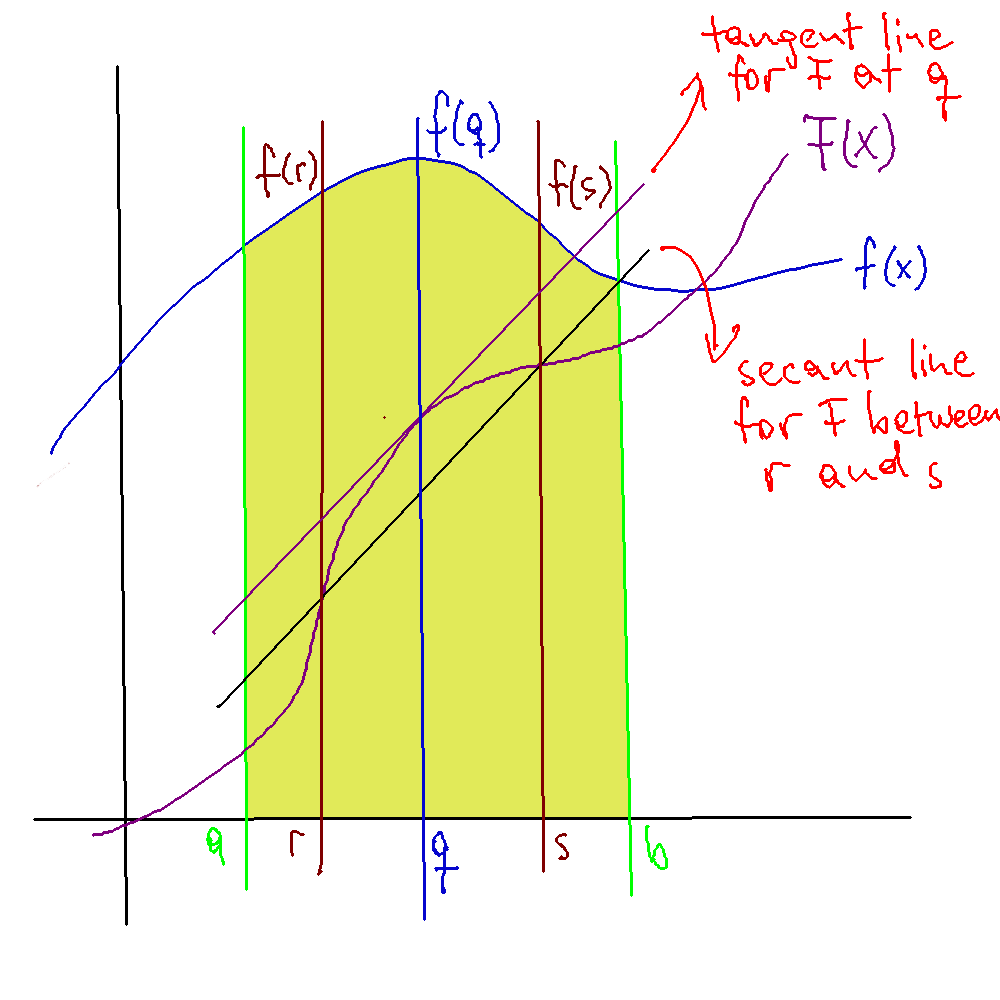 tangent line
for F at q
F(x)
f(q)
f(r)
f(s)
f(x)
secant line
for F between
r and s
a
r
q
s
b